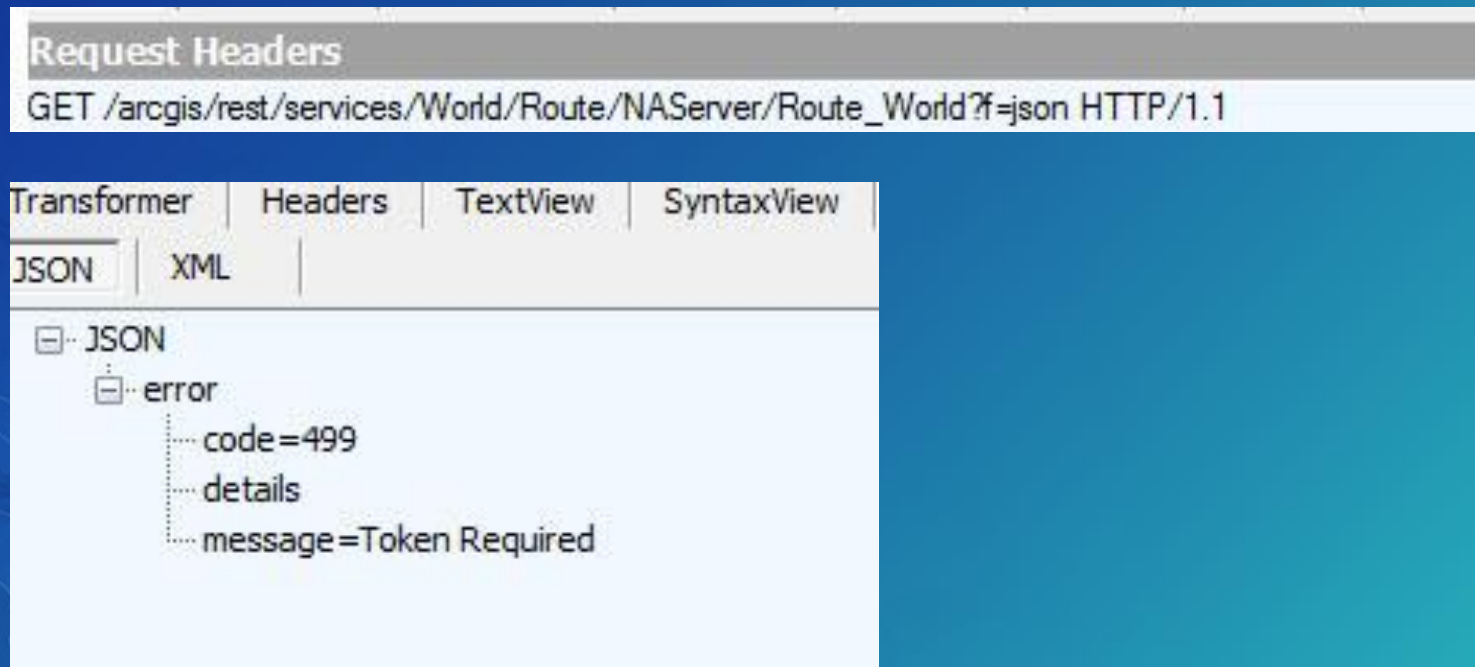 Request Headers
GET /arcgis/rest/services/World/Route/NAServer/Route_World?f=json HTTP/1.1
Transformer Headers TextView SyntaxView
JSON XML
JSON
error
code=499
details
message=Token Required